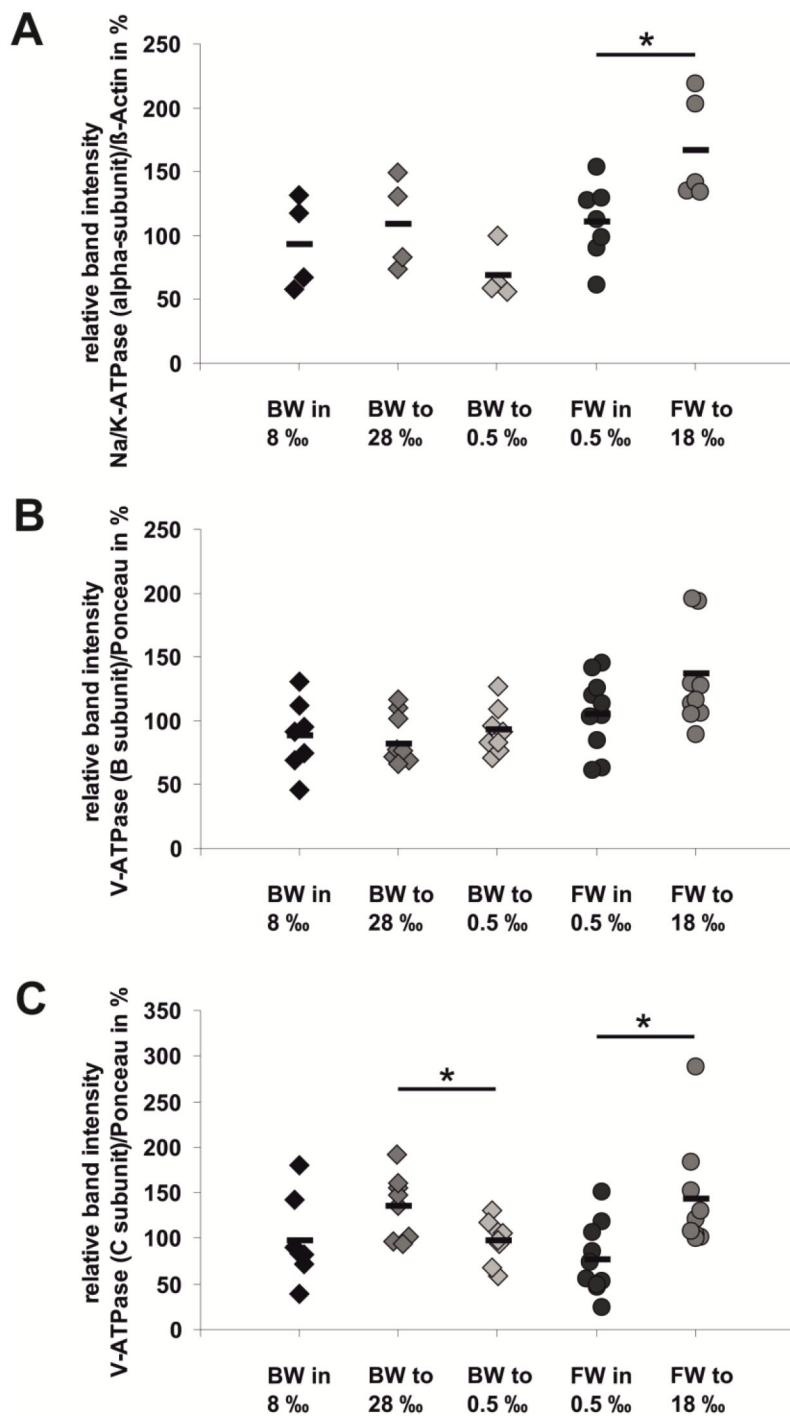 A
relative band intensity
Na/K-ATPase (alpha-subunit)/ß-Actin in %
250
200
150
100
50
0
*
BW in
8 ‰
BW to
28 ‰
BW to
0.5 ‰
FW in
0.5 ‰
FW to
18 ‰
B
relative band intensity
V-ATPase (B subunit)/Ponceau in %
250
200
150
100
50
0
BW in
8 ‰
BW to
28 ‰
BW to
0.5 ‰
FW in
0.5 ‰
FW to
18 ‰
C
relative band intensity
V-ATPase (C subunit)/Ponceau in %
350
300
250
200
150
100
50
0
*
*
BW in
8 ‰
BW to
28 ‰
BW to
0.5 ‰
FW in
0.5 ‰
FW to
18 ‰